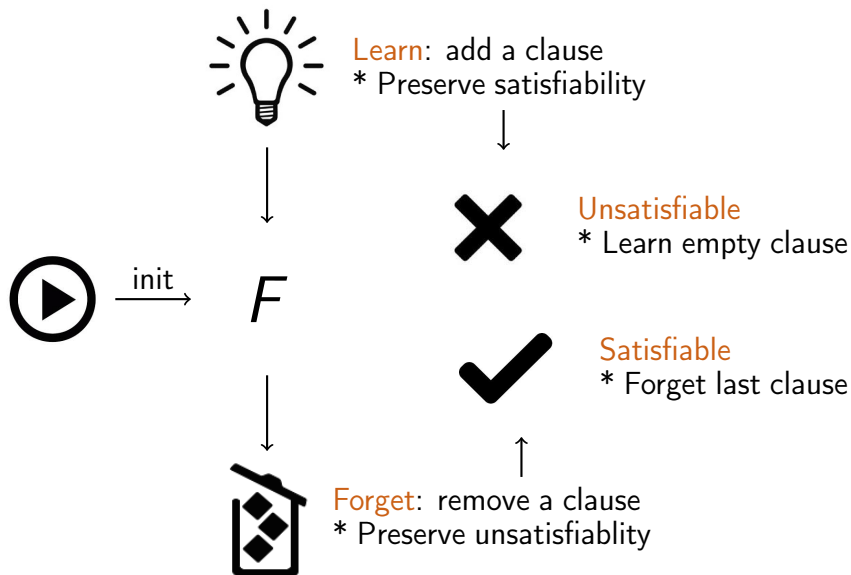 Learn: add a clause
* Preserve satisfiability
Unsatisfiable
* Learn empty clause
init
F
Satisfiable
* Forget last clause
Forget: remove a clause
* Preserve unsatisfiablity